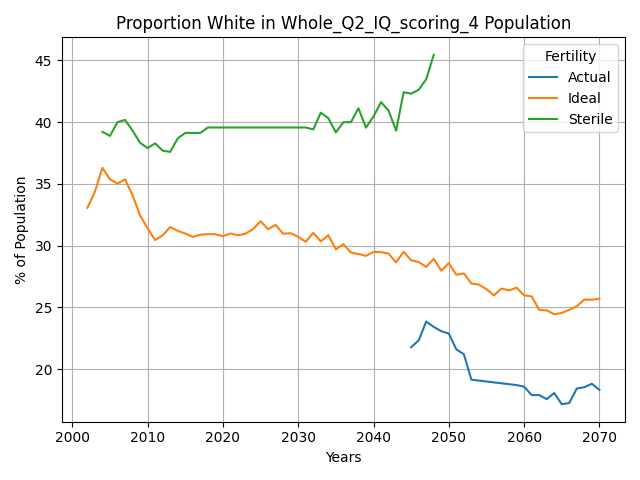 Proportion White in Whole_Q2_IQ_scoring_4 Population
Fertility
Actual
Ideal
Sterile
% of Population
45
40
35
30
25
20
2000 2010 2020 2030 2040 2050 2060 2070
Years